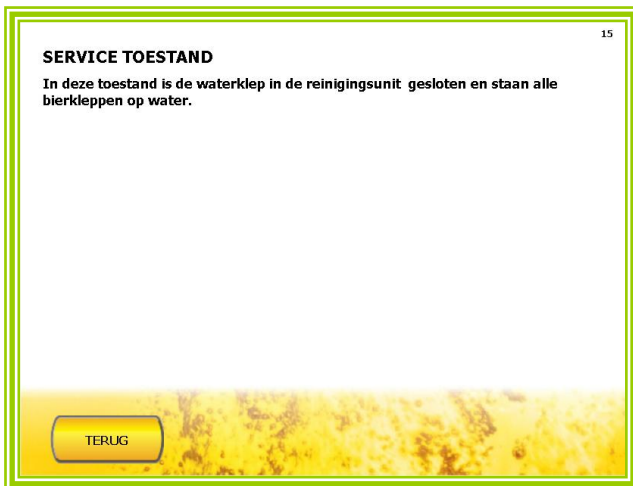 15
SERVICE TOESTAND
In deze toestand is de waterklep in de reinigingsunit gesloten en staan alle
bierkleppen op water.
TERUG